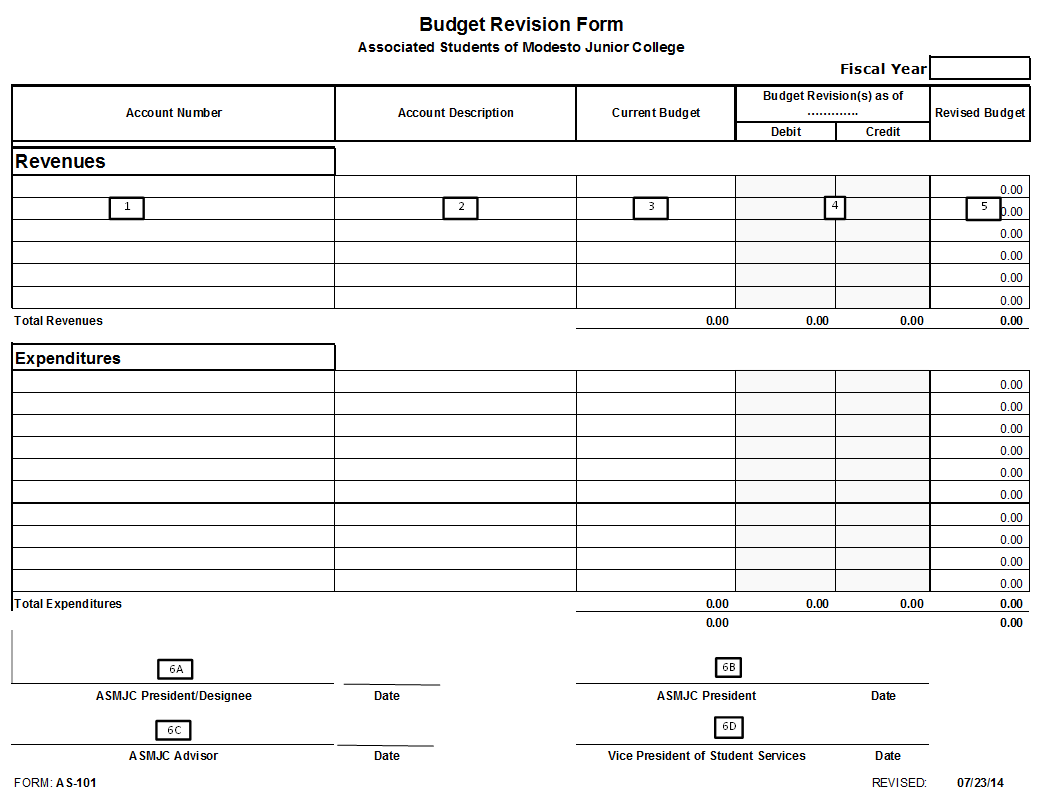 Budget Revision Form
Associated Students of Modesto Junior College
Fiscal Year
Account Number Account Description Current Budget Budget Revision(s) as of Revised Budget
.............
Debit Credit
Revenues
0.00
1 2 3 4 5 0.00
0.00
0.00
0.00
0.00
Total Revenues 0.00 0.00 0.00 0.00
Expenditures
0.00
0.00
0.00
0.00
0.00
0.00
0.00
0.00
0.00
0.00
Total Expenditures 0.00 0.00 0.00 0.00
0.00 0.00
6A 6B
ASMJC President/Designee Date ASMJC President Date
6C 6D
ASMJC Advisor Date Vice President of Student Services Date
FORM: AS-101 REVISED: 07/23/14